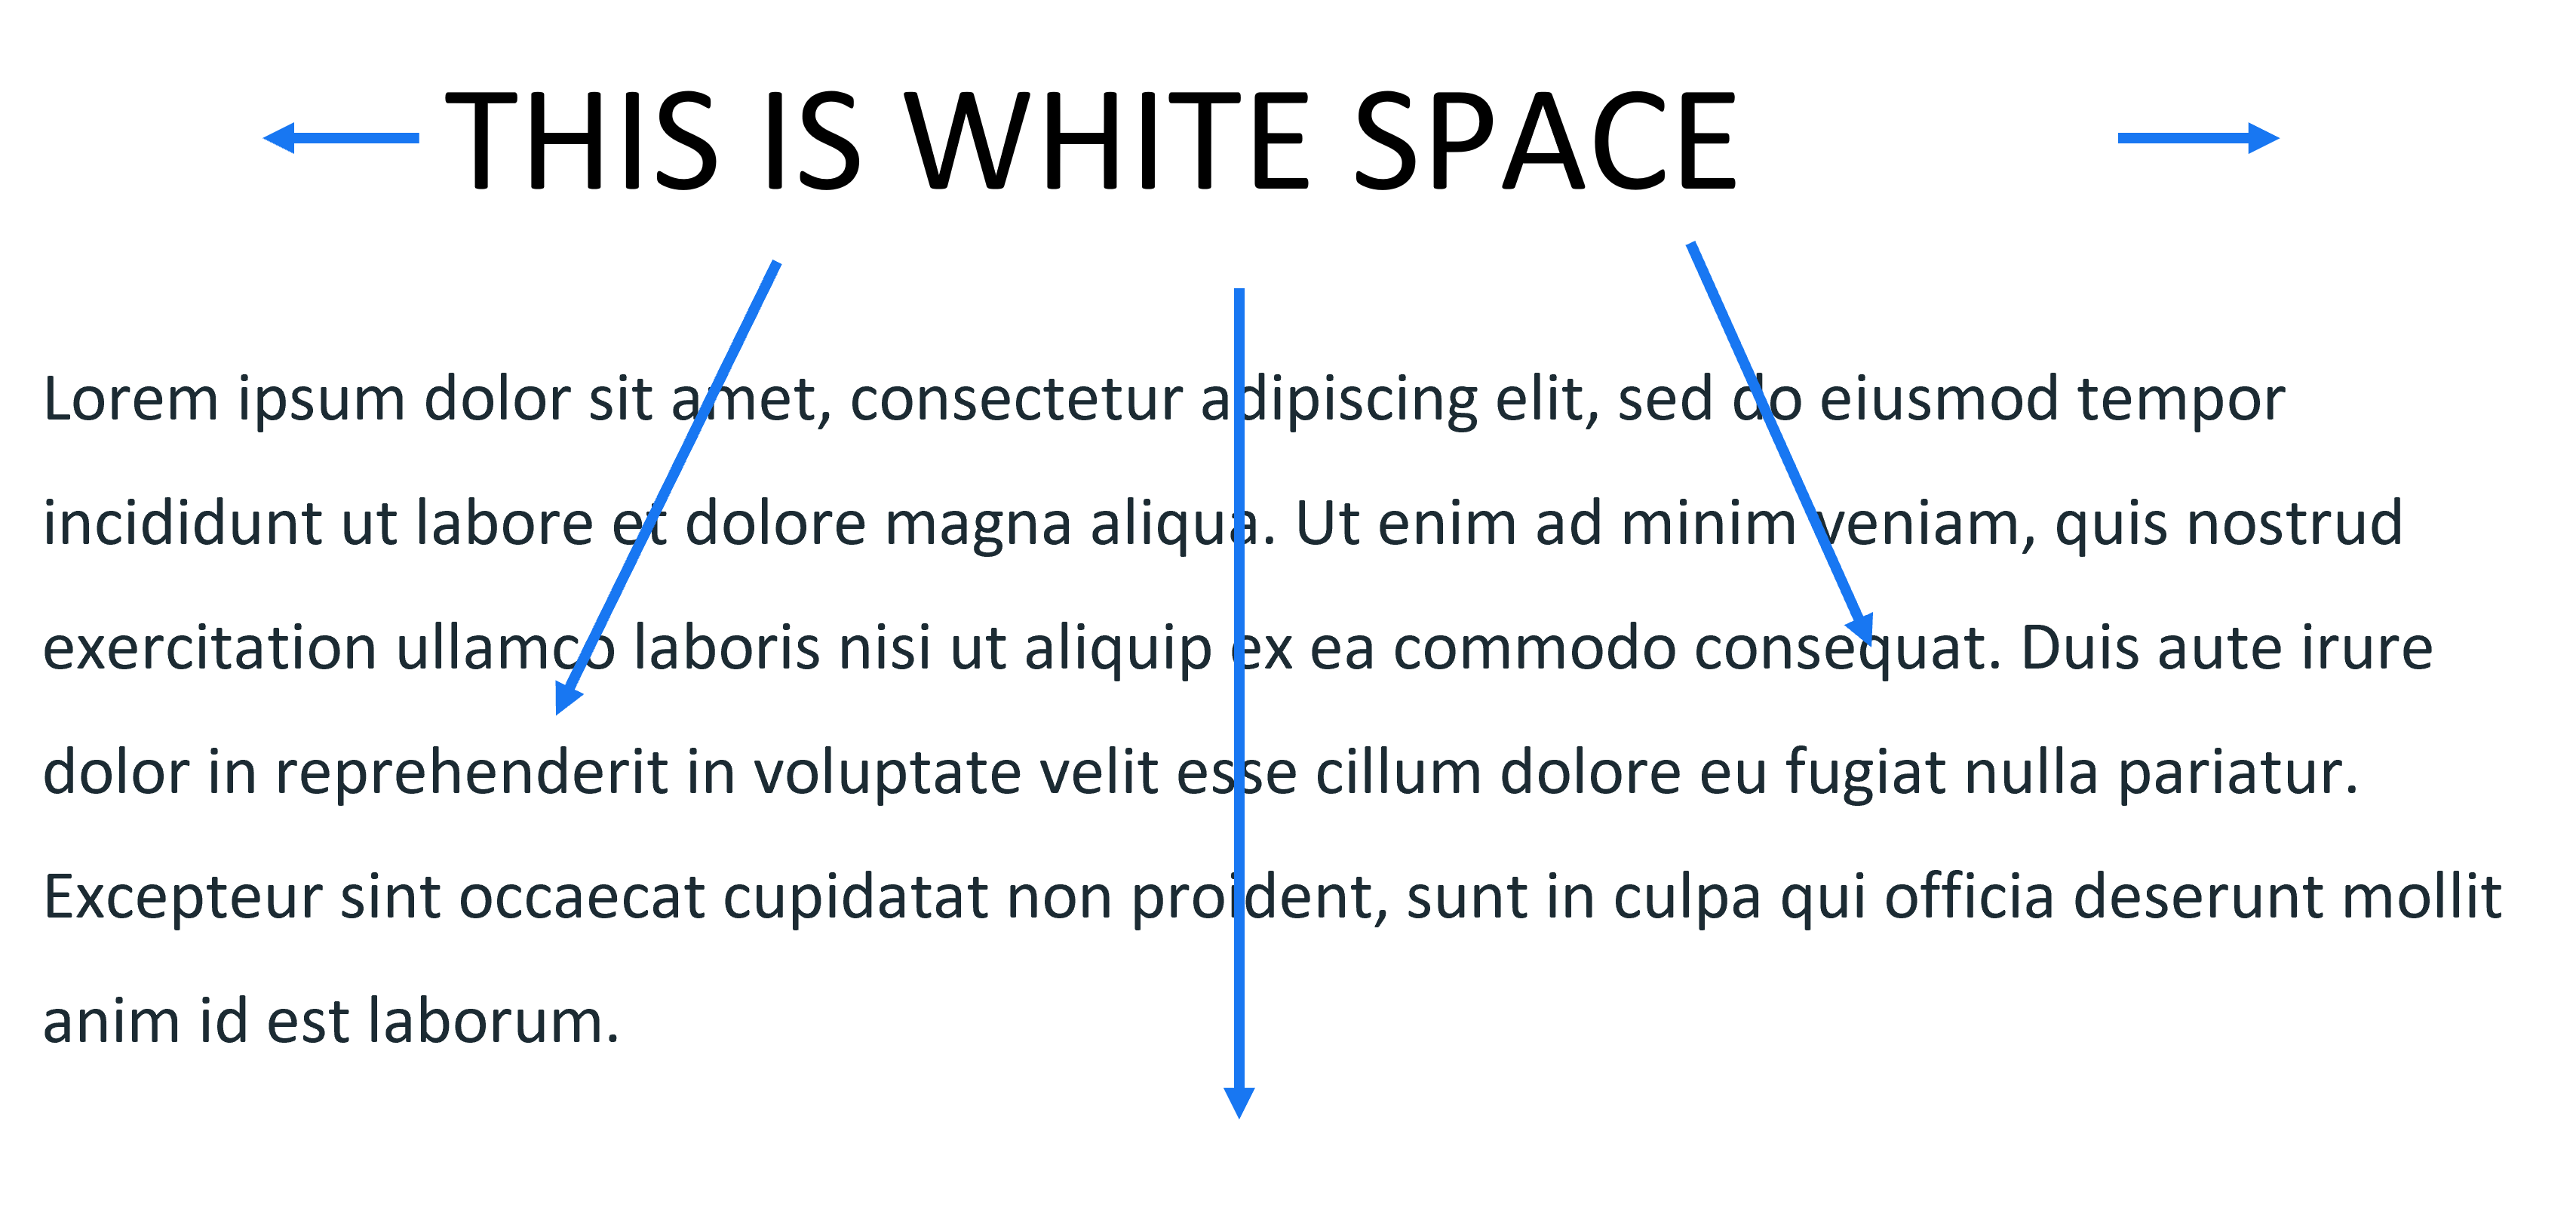 THIS IS WHITE SPACE
Lorem ipsum dolor sit amet, consectetur adipiscing elit, sed do eiusmod tempor
incididunt ut labore et dolore magna aliqua. Ut enim ad minim veniam, quis nostrud
exercitation ullamco laboris nisi ut aliquip ex ea commodo consequat. Duis aute irure
dolor in reprehenderit in voluptate velit esse cillum dolore eu fugiat nulla pariatur.
Excepteur sint occaecat cupidatat non proident, sunt in culpa qui officia deserunt mollit
anim id est laborum.